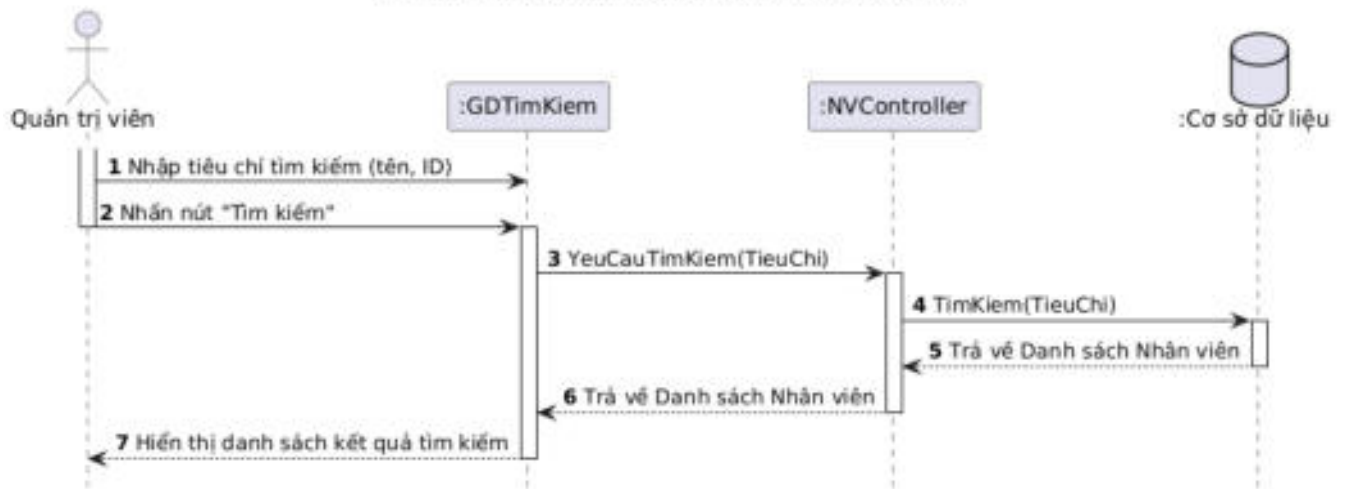 Quản trị viên
:GDTimKiem
:NVController
:Cơ sở dữ liệu
1 Nhập tiêu chí tìm kiếm (tên, ID)
2 Nhấn nút "Tìm kiếm"
3 YeuCauTimKiem(TieuChi)
4 TimKiem(TieuChi)
5 Trả về Danh sách Nhân viên
6 Trả về Danh sách Nhân viên
7 Hiển thị danh sách kết quả tìm kiếm